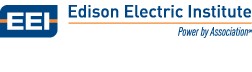 EEI Edison Electric Institute
Power by Association℠